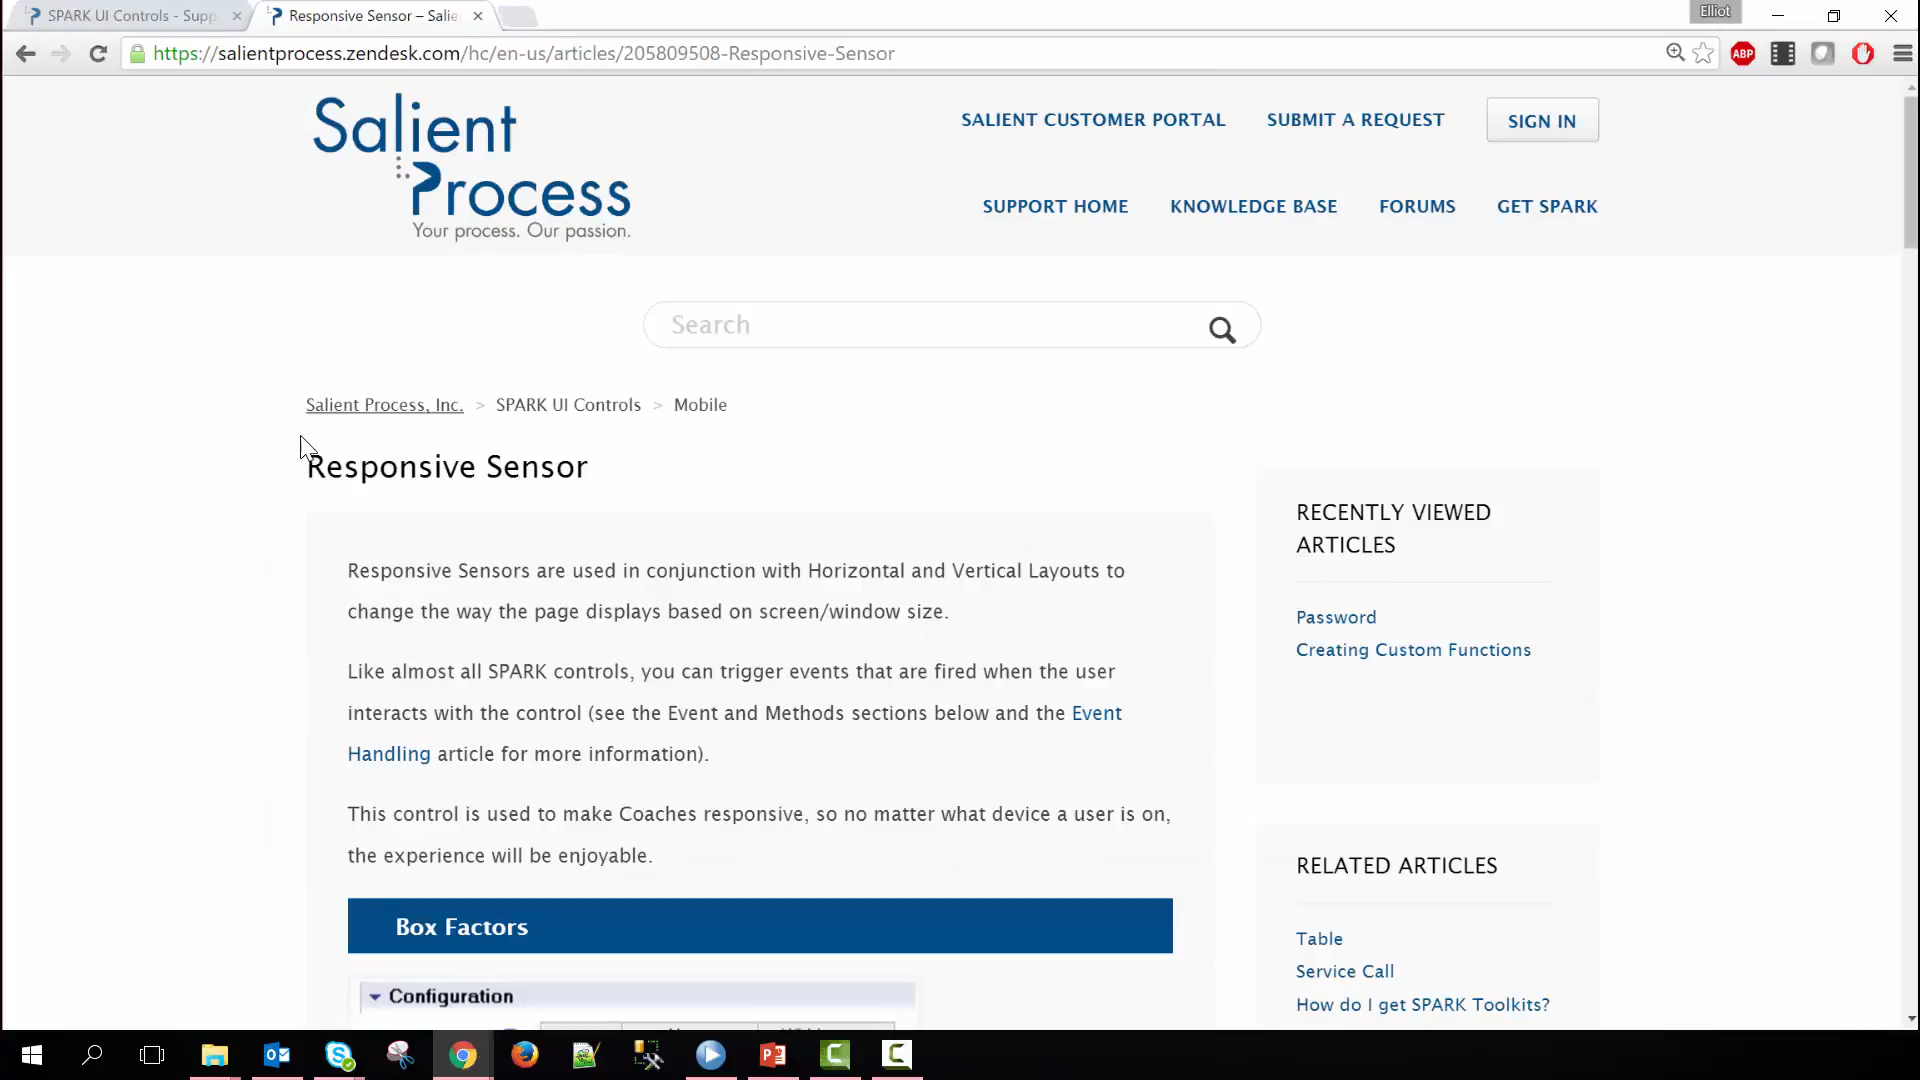 SPARK UI Controls - Supp
Responsive Sensor – Salie
Elliot
https://salientprocess.zendesk.com/hc/en-us/articles/205809508-Responsive-Sensor
ABP
Salient
Process
Your process. Our passion.
SALIENT CUSTOMER PORTAL
SUBMIT A REQUEST
SIGN IN
SUPPORT HOME
KNOWLEDGE BASE
FORUMS
GET SPARK
Search
Salient Process, Inc. > SPARK UI Controls > Mobile
Responsive Sensor
Responsive Sensors are used in conjunction with Horizontal and Vertical Layouts to
change the way the page displays based on screen/window size.
Like almost all SPARK controls, you can trigger events that are fired when the user
interacts with the control (see the Event and Methods sections below and the Event
Handling article for more information).
This control is used to make Coaches responsive, so no matter what device a user is on,
the experience will be enjoyable.
Box Factors
Configuration
RECENTLY VIEWED
ARTICLES
Password
Creating Custom Functions
RELATED ARTICLES
Table
Service Call
How do I get SPARK Toolkits?